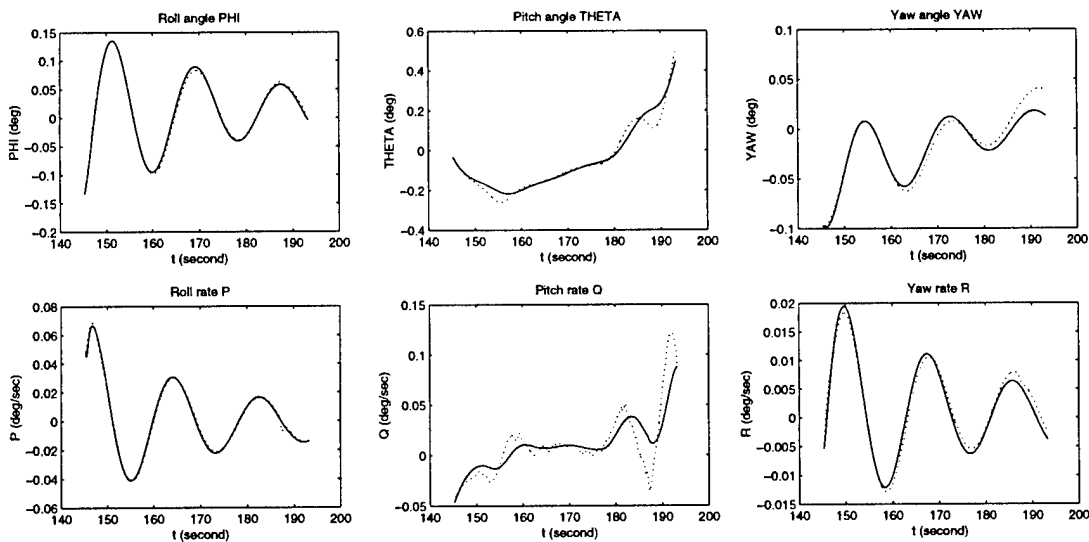 Roll angle PHI
0.15
0.1
0.05
0
−0.05
−0.1
−0.15
−0.2
PHI (deg)
140 150 160 170 180 190 200
t (second)
Pitch angle THETA
0.6
0.4
0.2
0
−0.2
−0.4
THETA (deg)
140 150 160 170 180 190 200
t (second)
Yaw angle YAW
0.1
0.05
0
−0.05
−0.1
YAW (deg)
140 150 160 170 180 190 200
t (second)
Roll rate P
0.08
0.06
0.04
0.02
0
−0.02
−0.04
−0.06
P (deg/sec)
140 150 160 170 180 190 200
t (second)
Pitch rate Q
0.15
0.1
0.05
0
−0.05
Q (deg/sec)
140 150 160 170 180 190 200
t (second)
Yaw rate R
0.02
0.015
0.01
0.005
0
−0.005
−0.01
−0.015
R (deg/sec)
140 150 160 170 180 190 200
t (second)